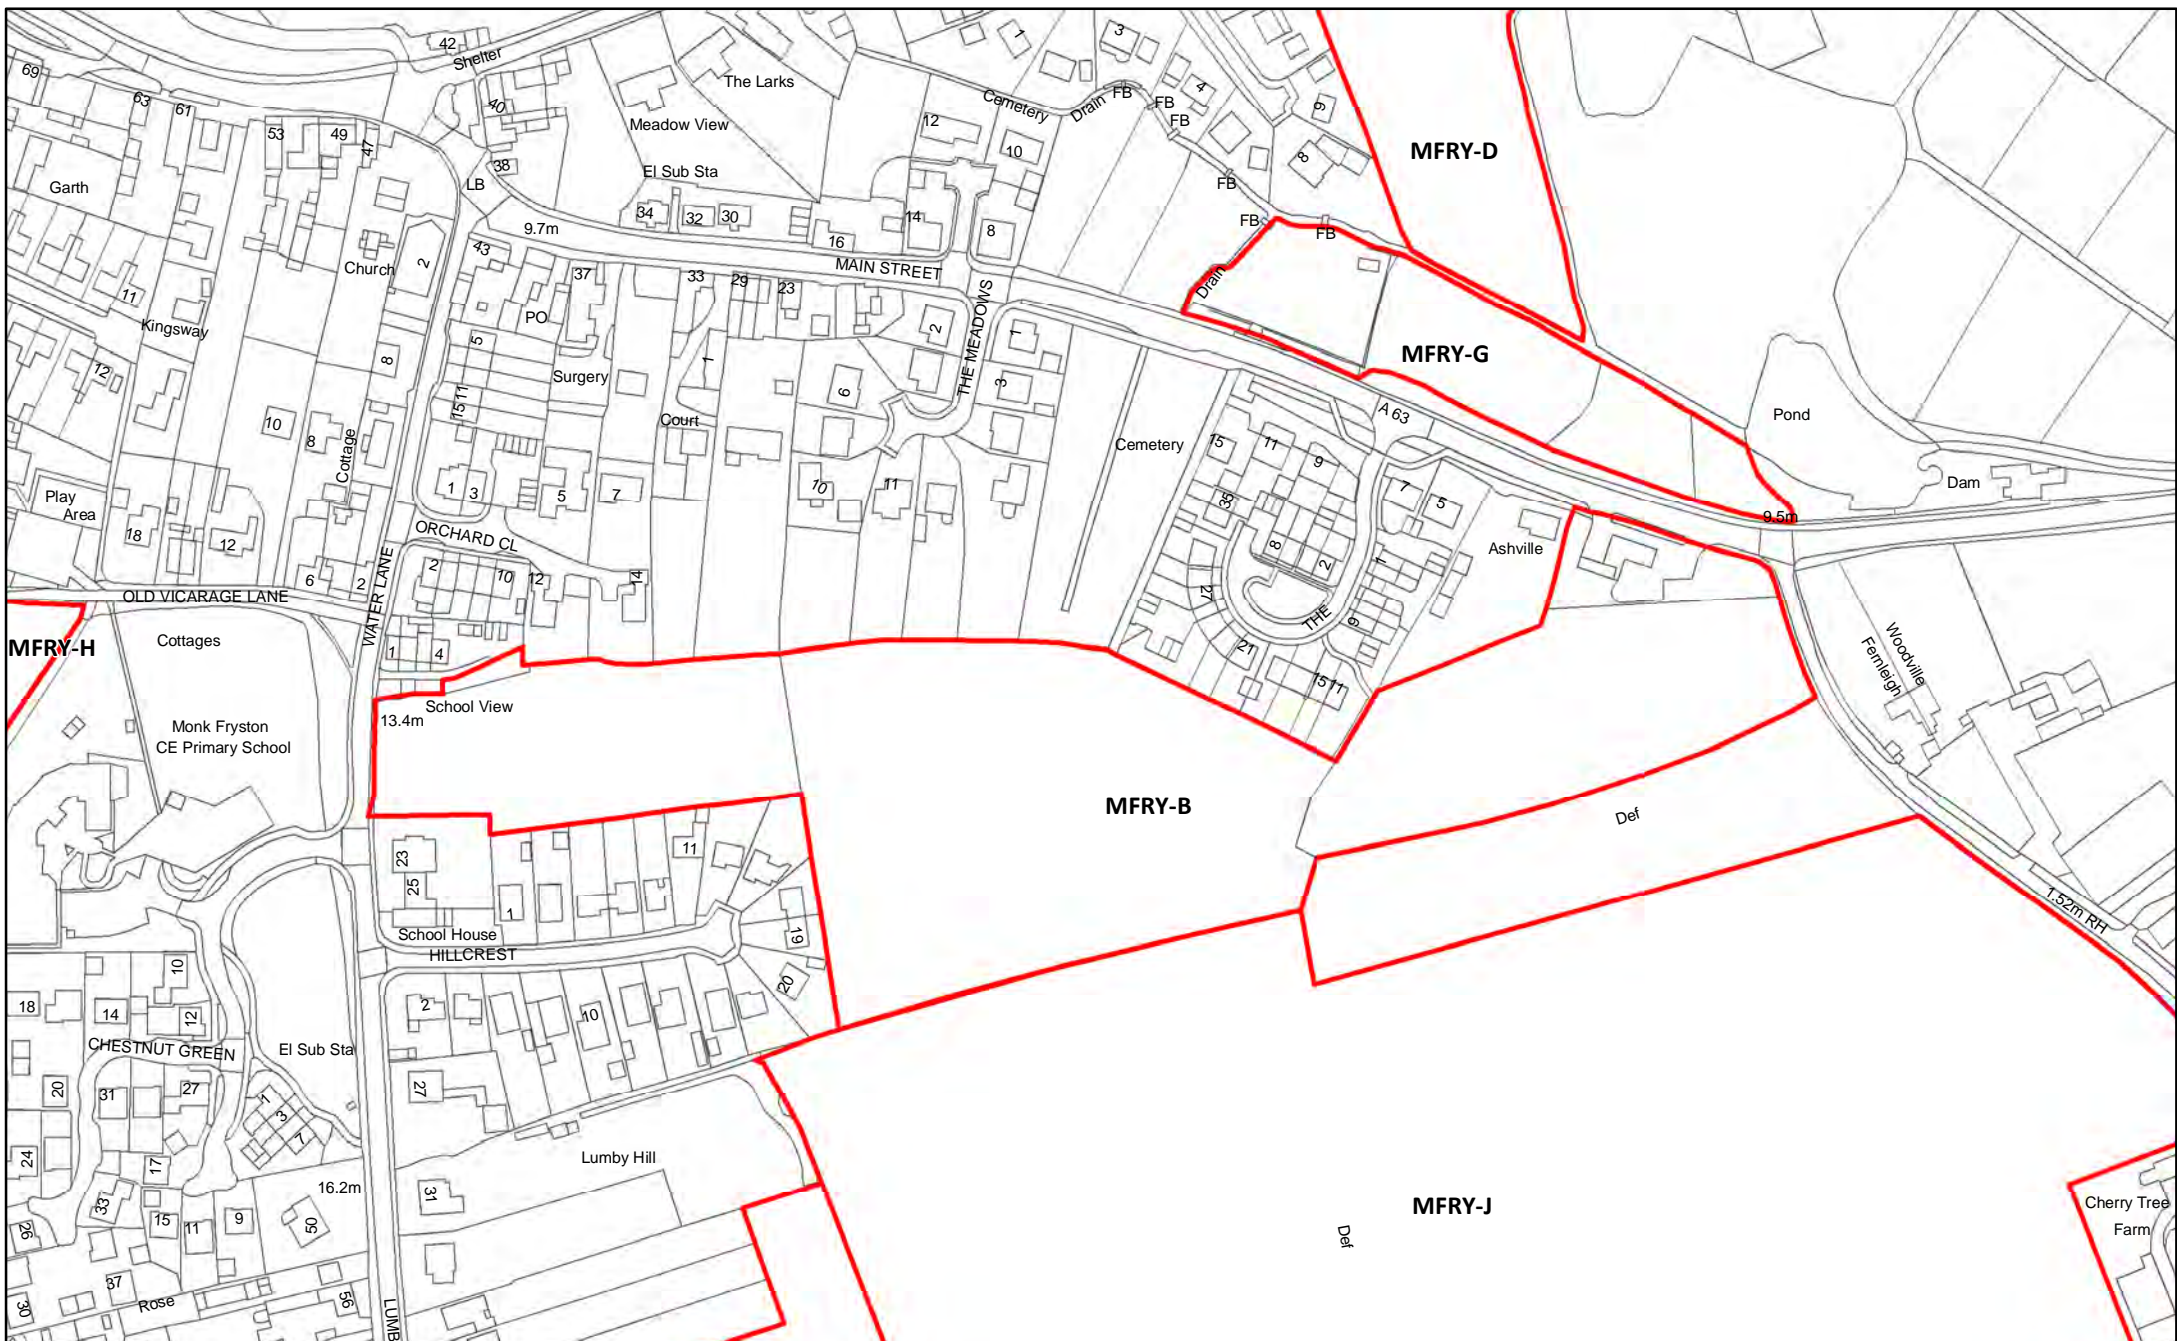 42
Shelter
69
63
61
53
49
47
40
38
LB
The Larks
Meadow View
El Sub Sta
34
32
30
16
14
12
10
8
1
3
4
9
8
Cemetery
Drain
FB
FB
FB
FB
FB
FB
MFRY-D
Garth
11
Kingsway
12
Church
2
8
9.7m
MAIN STREET
43
37
33
29
23
PO
5
11
15
Surgery
1
Court
6
2
THE MEADOWS
1
3
Drain
MFRY-G
A 63
Pond
Dam
9.5m
10
8
Cottage
Play
Area
18
12
6
2
1
3
5
7
10
11
Cemetery
15
11
9
7
5
35
8
2
1
27
THE
9
21
15
11
Ashville
ORCHARD CL
2
10
12
14
WATER LANE
OLD VICARAGE LANE
MFRY-H
Cottages
1
4
School View
13.4m
Monk Fryston
CE Primary School
Woodville
Fernleigh
MFRY-B
Def
1.52m RH
23
25
1
11
School House
HILLCREST
19
20
2
10
18
10
14
12
CHESTNUT GREEN
El Sub Sta
20
31
27
1
3
7
27
24
17
33
Lumby Hill
16.2m
31
26
15
11
9
50
37
Rose
30
56
LUMB
MFRY-J
Def
Cherry Tree
Farm